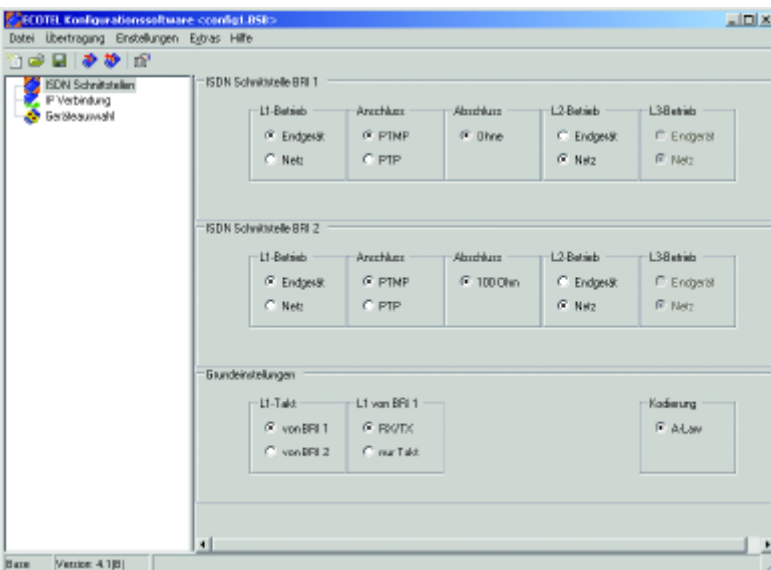 ECOTEL Konfigurationssoftware <config1.BSB>
Datei Übertragung Einstellungen Extras Hilfe
ISDN Schnittstellen
IP Verbindung
Geräteauswahl
ISDN Schnittstelle BRI 1
L1-Betrieb Anschluss Abschluss L2-Betrieb L3-Betrieb
Endgerät PTMP Ohne Endgerät Endgerät
Netz PTP Netz Netz
ISDN Schnittstelle BRI 2
L1-Betrieb Anschluss Abschluss L2-Betrieb L3-Betrieb
Endgerät PTMP 100 Ohm Endgerät Endgerät
Netz PTP Netz Netz
Grundeinstellungen
L1-Takt L1 von BRI 1 Kodierung
von BRI 1 RX/TX A-Law
von BRI 2 nur Takt
Base Version: 4.1(B)